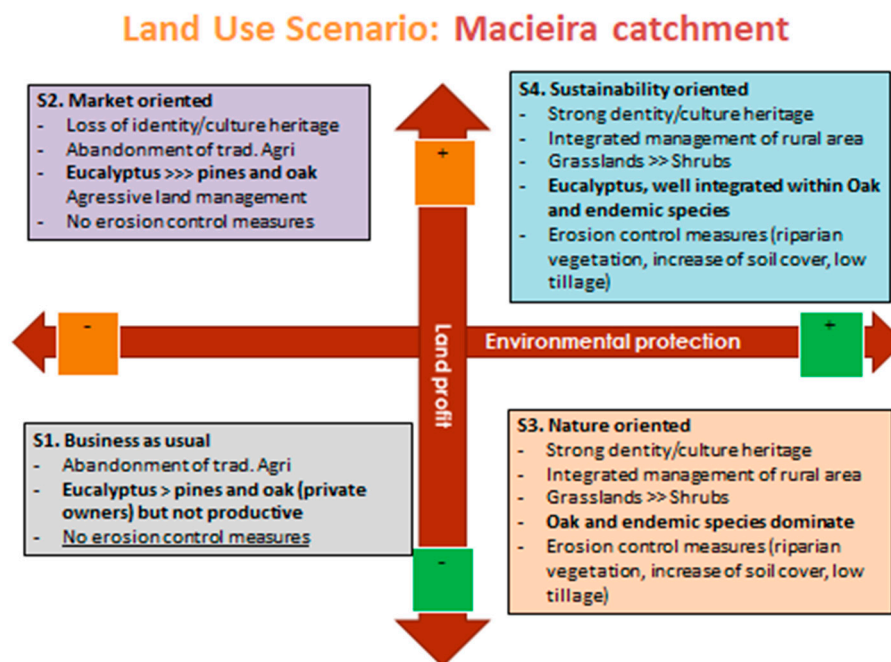 Land Use Scenario: Macieira catchment
S2. Market oriented
- Loss of identity/culture heritage
- Abandonment of trad. Agri
- Eucalyptus >>> pines and oak
Agressive land management
- No erosion control measures
S4. Sustainability oriented
- Strong dentity/culture heritage
- Integrated management of rural area
- Grasslands >> Shrubs
- Eucalyptus, well integrated within Oak
and endemic species
- Erosion control measures (riparian
vegetation, increase of soil cover, low
tillage)
+
-
Land profit
Environmental protection
+
S1. Business as usual
- Abandonment of trad. Agri
- Eucalyptus > pines and oak (private
owners) but not productive
- No erosion control measures
-
S3. Nature oriented
- Strong dentity/culture heritage
- Integrated management of rural area
- Grasslands >> Shrubs
- Oak and endemic species dominate
- Erosion control measures (riparian
vegetation, increase of soil cover, low
tillage)